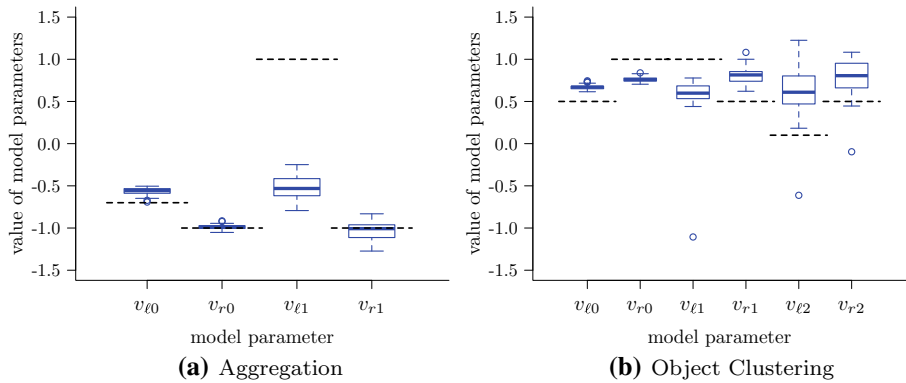 value of model parameters
1.5
1.0
0.5
0.0
-0.5
-1.0
-1.5
vℓ0 vr0 vℓ1 vr1
model parameter
(a) Aggregation
value of model parameters
1.5
1.0
0.5
0.0
-0.5
-1.0
-1.5
vℓ0 vr0 vℓ1 vr1 vℓ2 vr2
model parameter
(b) Object Clustering